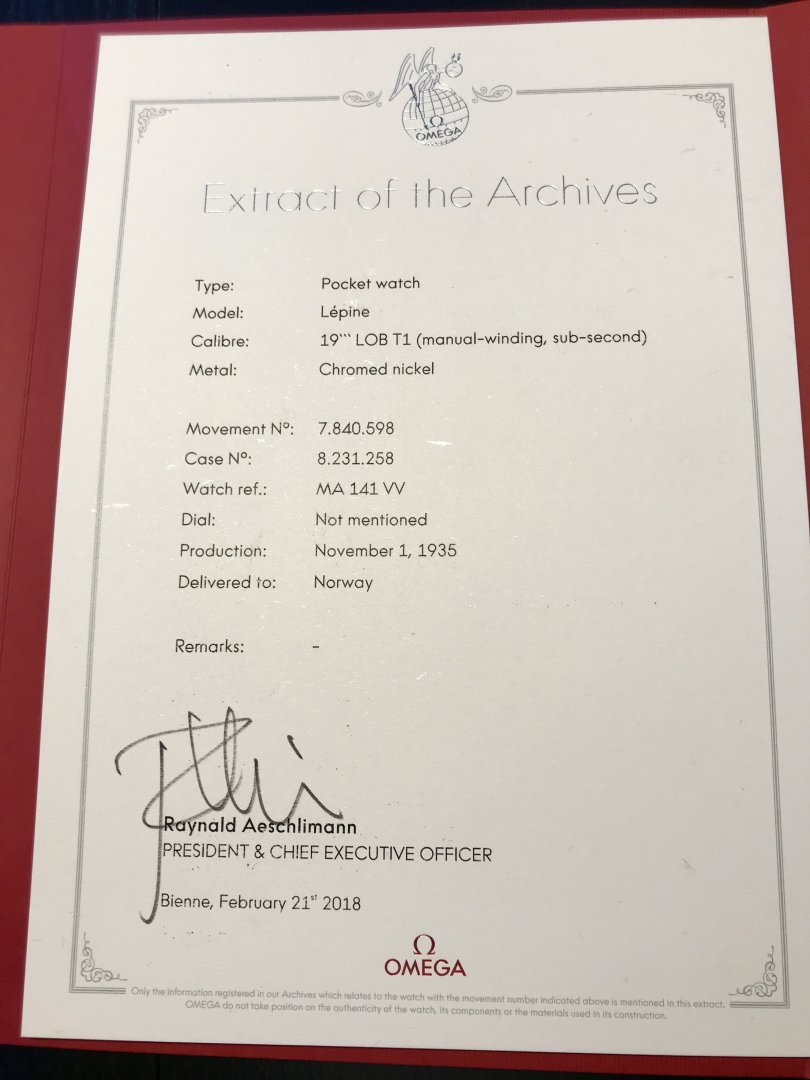 Ω
OMEGA
Extract of the Archives
Type: Pocket watch
Model: Lépine
Calibre: 19''' LOB T1 (manual-winding, sub-second)
Metal: Chromed nickel
Movement Nº: 7.840.598
Case Nº: 8.231.258
Watch ref.: MA 141 VV
Dial: Not mentioned
Production: November 1, 1935
Delivered to: Norway
Remarks: -
Raynald Aeschlimann
PRESIDENT & CHIEF EXECUTIVE OFFICER
Bienne, February 21st 2018
Ω
OMEGA
Only the information registered in our Archives which relates to the watch with the movement number indicated above is mentioned in this extract.
OMEGA do not take position on the authenticity of the watch, its components or the materials used in its construction.